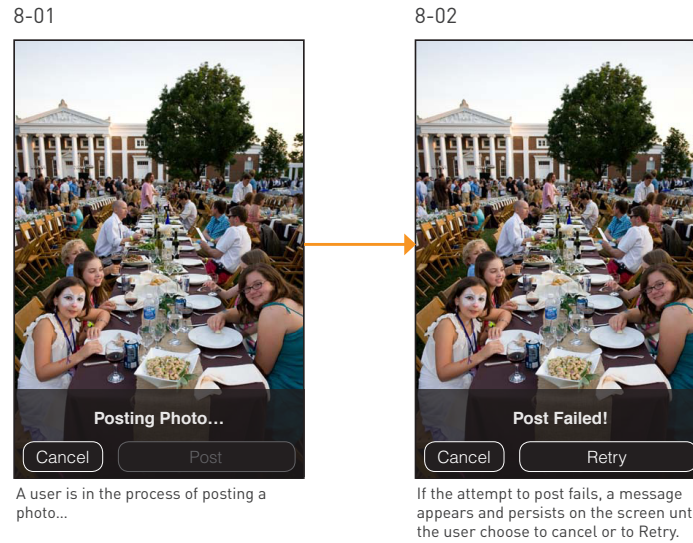 8-01
8-02
Posting Photo...
Cancel
Post
Post Failed!
Cancel
Retry
A user is in the process of posting a
photo...
If the attempt to post fails, a message
appears and persists on the screen unt
the user choose to cancel or to Retry.